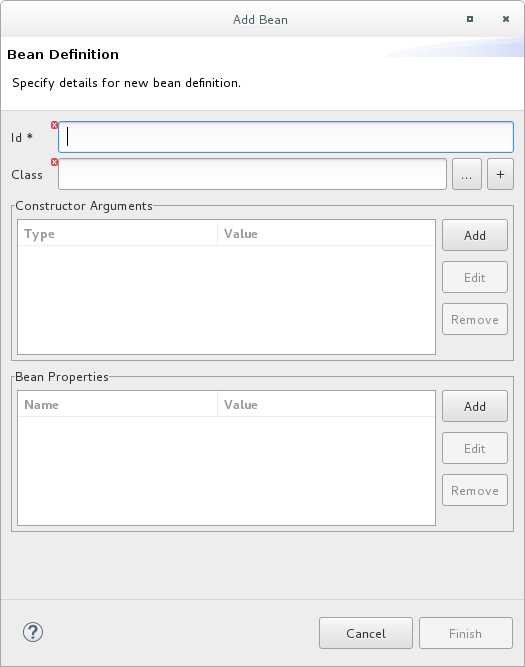 Add Bean
Bean Definition
Specify details for new bean definition.
Id *
Class ... +
Constructor Arguments
Type Value
Add
Edit
Remove
Bean Properties
Name Value
Add
Edit
Remove
? Cancel Finish